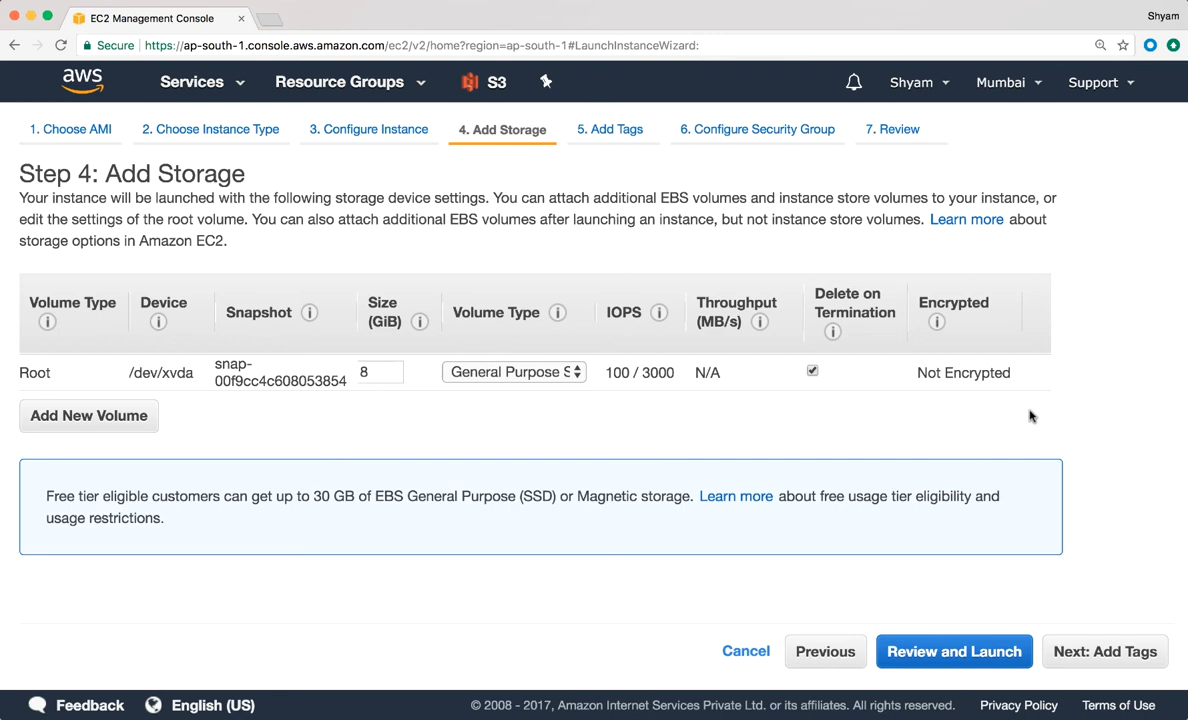 EC2 Management Console
Shyam
Secure
https://ap-south-1.console.aws.amazon.com/ec2/v2/home?region=ap-south-1#LaunchInstanceWizard:
aws
Services
Resource Groups
S3
Shyam
Mumbai
Support
1. Choose AMI
2. Choose Instance Type
3. Configure Instance
4. Add Storage
5. Add Tags
6. Configure Security Group
7. Review
Step 4: Add Storage
Your instance will be launched with the following storage device settings. You can attach additional EBS volumes and instance store volumes to your instance, or
edit the settings of the root volume. You can also attach additional EBS volumes after launching an instance, but not instance store volumes. Learn more about
storage options in Amazon EC2.
Volume Type
Device
Snapshot
Size
(GiB)
Volume Type
IOPS
Throughput
(MB/s)
Delete on
Termination
Encrypted
Root
/dev/xvda
snap-
00f9cc4c608053854
8
General Purpose S
100 / 3000
N/A
Not Encrypted
Add New Volume
Free tier eligible customers can get up to 30 GB of EBS General Purpose (SSD) or Magnetic storage. Learn more about free usage tier eligibility and
usage restrictions.
Cancel
Previous
Review and Launch
Next: Add Tags
Feedback
English (US)
© 2008 - 2017, Amazon Internet Services Private Ltd. or its affiliates. All rights reserved.
Privacy Policy
Terms of Use